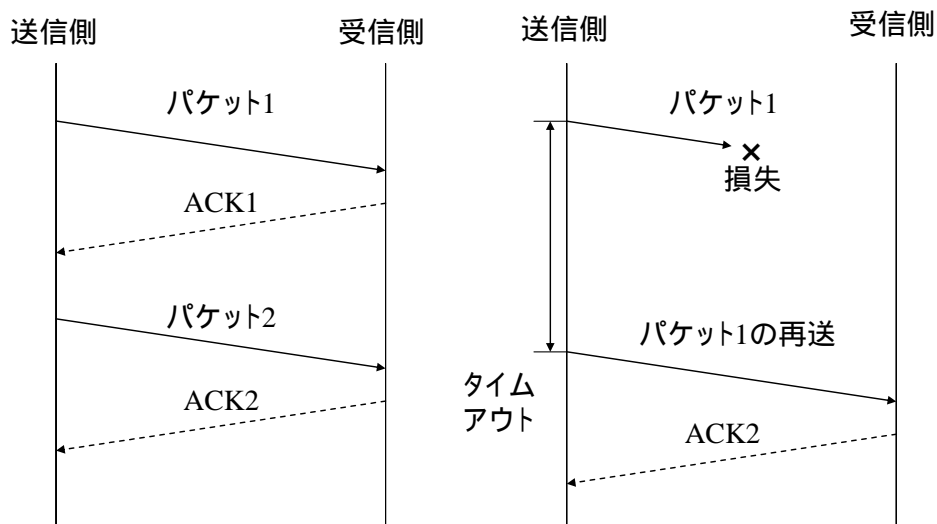 送信側
受信側
パケット1
ACK1
パケット2
ACK2
送信側
受信側
パケット1
×
損失
タイム
アウト
パケット1の再送
ACK2